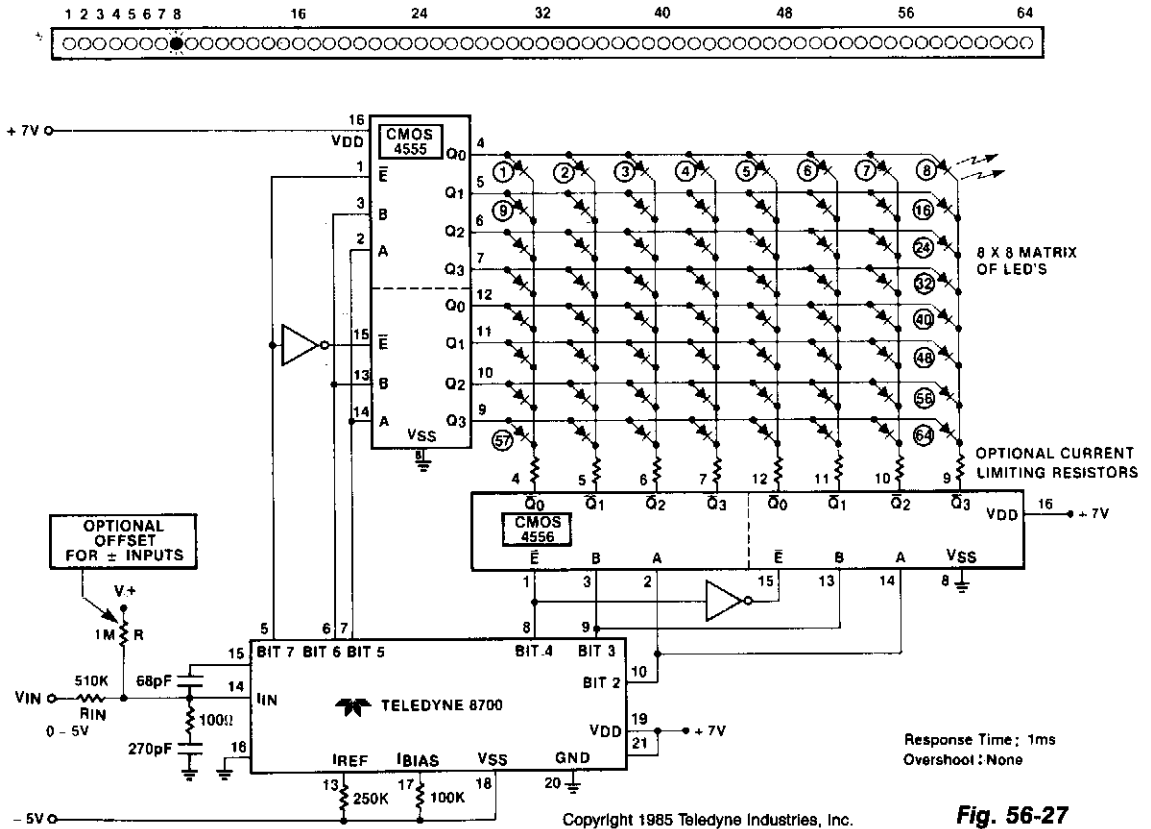 1 2 3 4 5 6 7 8 16 24 32 40 48 56 64
+ 7V
16
VDD
CMOS
4555
Q0 4
1 E̅
Q1 5
3 B
Q2 6
2 A
Q3 7
Q0 12
15 E̅
Q1 11
13 B
Q2 10
14 A
Q3 9
VSS
8
1 2 3 4 5 6 7 8
9 16
24
32
40
48
56
57 64
8 X 8 MATRIX
OF LED'S
OPTIONAL CURRENT
LIMITING RESISTORS
4 5 6 7 12 11 10 9
Q̅0 Q̅1 Q̅2 Q̅3 Q̅0 Q̅1 Q̅2 Q̅3
CMOS
4556
VDD 16 + 7V
E̅ B A E̅ B A VSS
1 3 2 15 13 14 8
OPTIONAL
OFFSET
FOR ± INPUTS
V+
1M R
5 6 7 8 9
BIT 7 BIT 6 BIT 5 BIT 4 BIT 3
15
68pF
BIT 2 10
510K
VIN
RIN
0 – 5V
14 IIN
100Ω
TELEDYNE 8700
270pF
16
VDD 19 + 7V
21
IREF IBIAS VSS GND
13 17 18 20
250K 100K
– 5V
Response Time; 1ms
Overshoot: None
Copyright 1985 Teledyne Industries, Inc.
Fig. 56-27